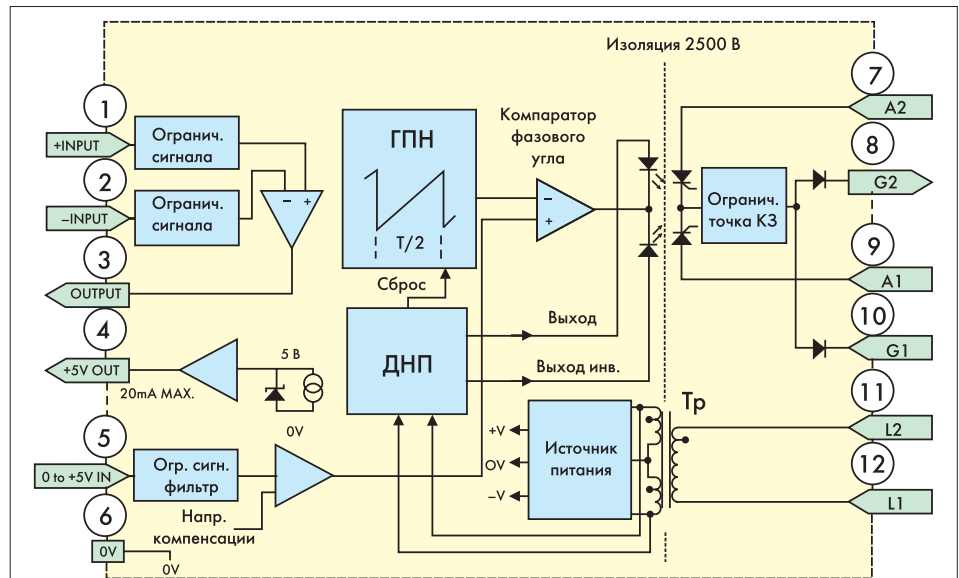 Изоляция 2500 В
1
+INPUT
Огранич.
сигнала
2
−INPUT
Огранич.
сигнала
− +
3
OUTPUT
4
+5V OUT
20mA MAX.
5 В
0V
5
0 to +5V IN
Огр. сигн.
фильтр
Напр.
компенсации
6
0V
0V
ГПН
T/2
Сброс
ДНП
Компаратор
фазового
угла
−
+
Выход
Выход инв.
+V
0V
−V
Источник
питания
Тр
Огранич.
точка КЗ
7
A2
8
G2
9
A1
10
G1
11
L2
12
L1